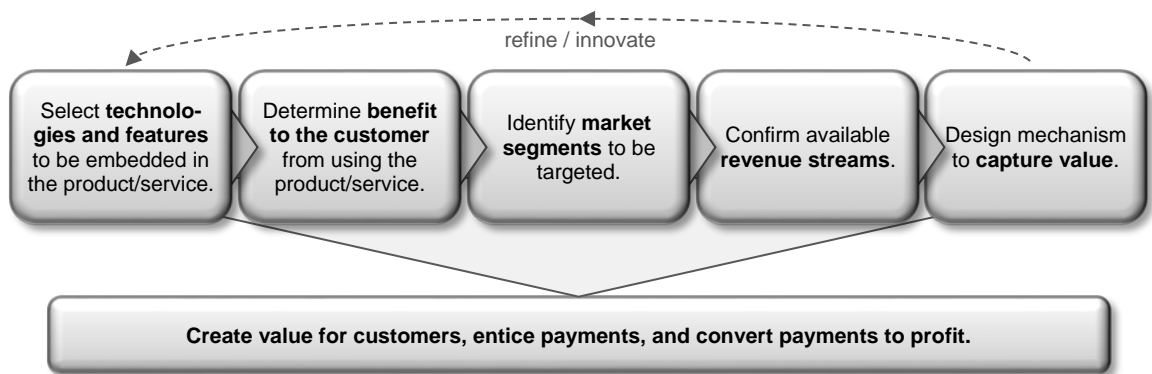 refine / innovate
Select technolo-
gies and features
to be embedded in
the product/service.
Determine benefit
to the customer
from using the
product/service.
Identify market
segments to be
targeted.
Confirm available
revenue streams.
Design mechanism
to capture value.
Create value for customers, entice payments, and convert payments to profit.